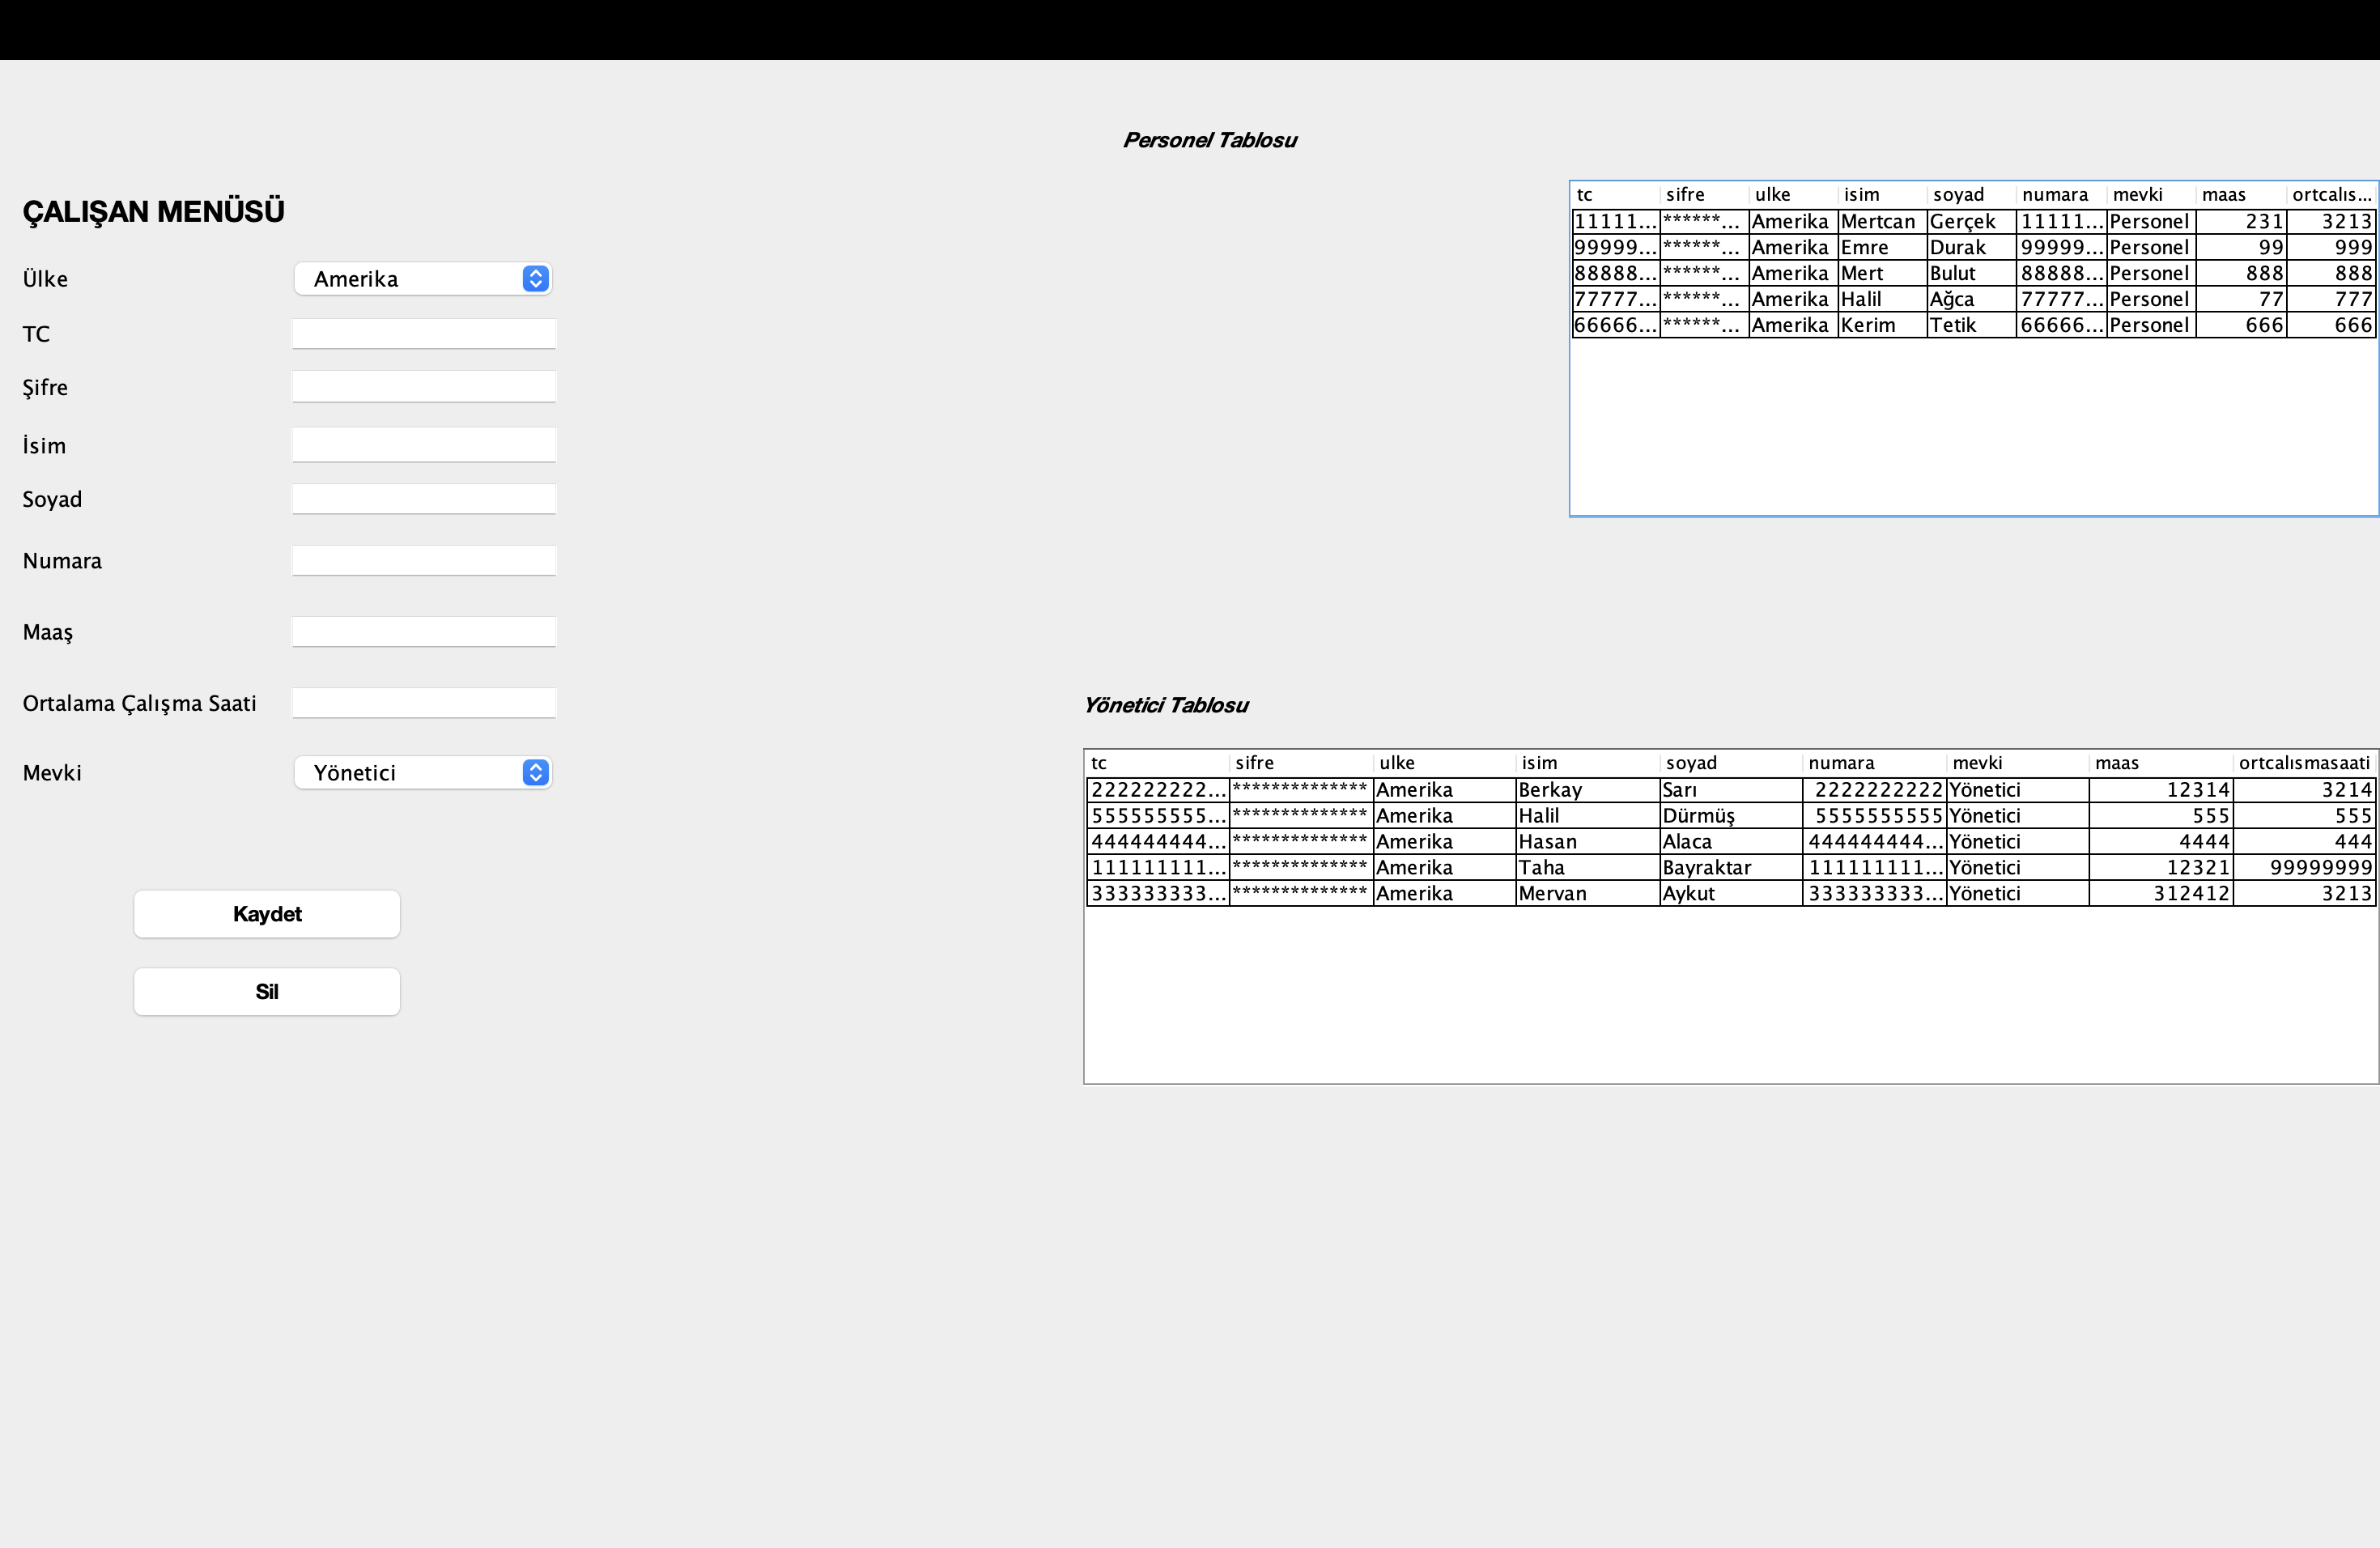 Personel Tablosu
ÇALIŞAN MENÜSÜ
Ülke Amerika
TC
Şifre
İsim
Soyad
Numara
Maaş
Ortalama Çalışma Saati
Mevki Yönetici
Kaydet
Sil
tc sifre ulke isim soyad numara mevki maas ortcalıs...
11111... ******... Amerika Mertcan Gerçek 11111... Personel 231 3213
99999... ******... Amerika Emre Durak 99999... Personel 99 999
88888... ******... Amerika Mert Bulut 88888... Personel 888 888
77777... ******... Amerika Halil Ağca 77777... Personel 77 777
66666... ******... Amerika Kerim Tetik 66666... Personel 666 666
Yönetici Tablosu
tc sifre ulke isim soyad numara mevki maas ortcalısmasaati
222222222... ************** Amerika Berkay Sarı 2222222222 Yönetici 12314 3214
555555555... ************** Amerika Halil Dürmüş 5555555555 Yönetici 555 555
444444444... ************** Amerika Hasan Alaca 444444444... Yönetici 4444 444
111111111... ************** Amerika Taha Bayraktar 111111111... Yönetici 12321 99999999
333333333... ************** Amerika Mervan Aykut 333333333... Yönetici 312412 3213